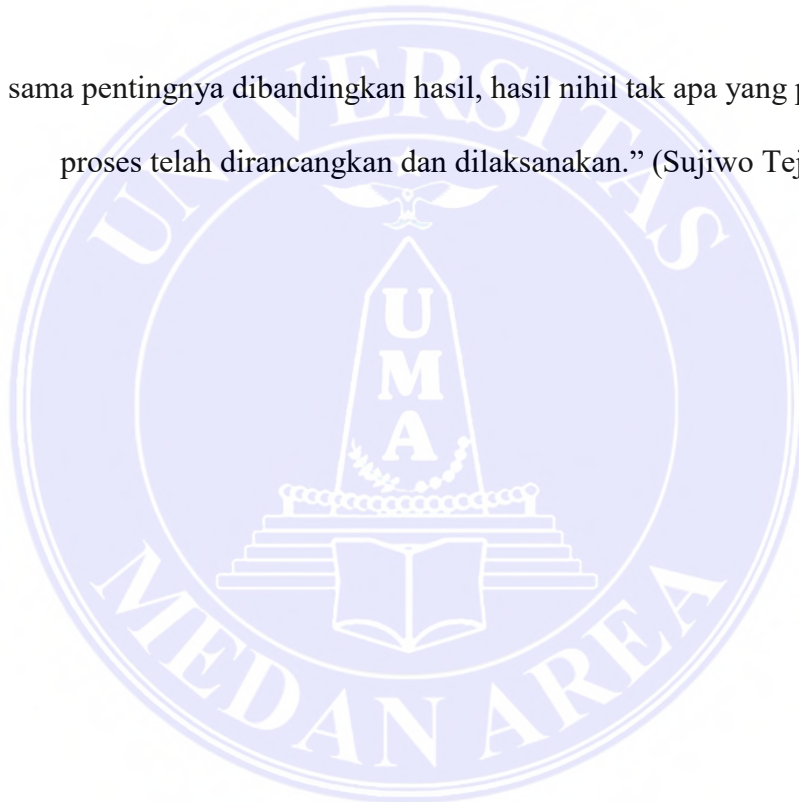 sama pentingnya dibandingkan hasil, hasil nihil tak apa yang
proses telah dirancangkan dan dilaksanakan.” (Sujiwo
UNIVERSITAS
UMA
MEDAN AREA